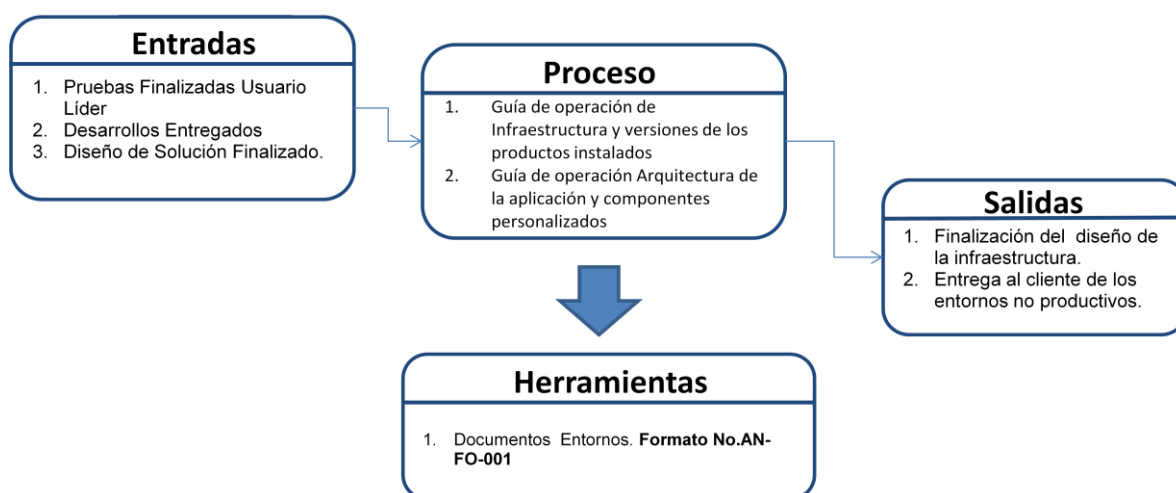 Entradas
1. Pruebas Finalizadas Usuario
Líder
2. Desarrollos Entregados
3. Diseño de Solución Finalizado.
Proceso
1. Guía de operación de
Infraestructura y versiones de los
productos instalados
2. Guía de operación Arquitectura de
la aplicación y componentes
personalizados
Salidas
1. Finalización del diseño de
la infraestructura.
2. Entrega al cliente de los
entornos no productivos.
Herramientas
1. Documentos Entornos. Formato No.AN-
FO-001